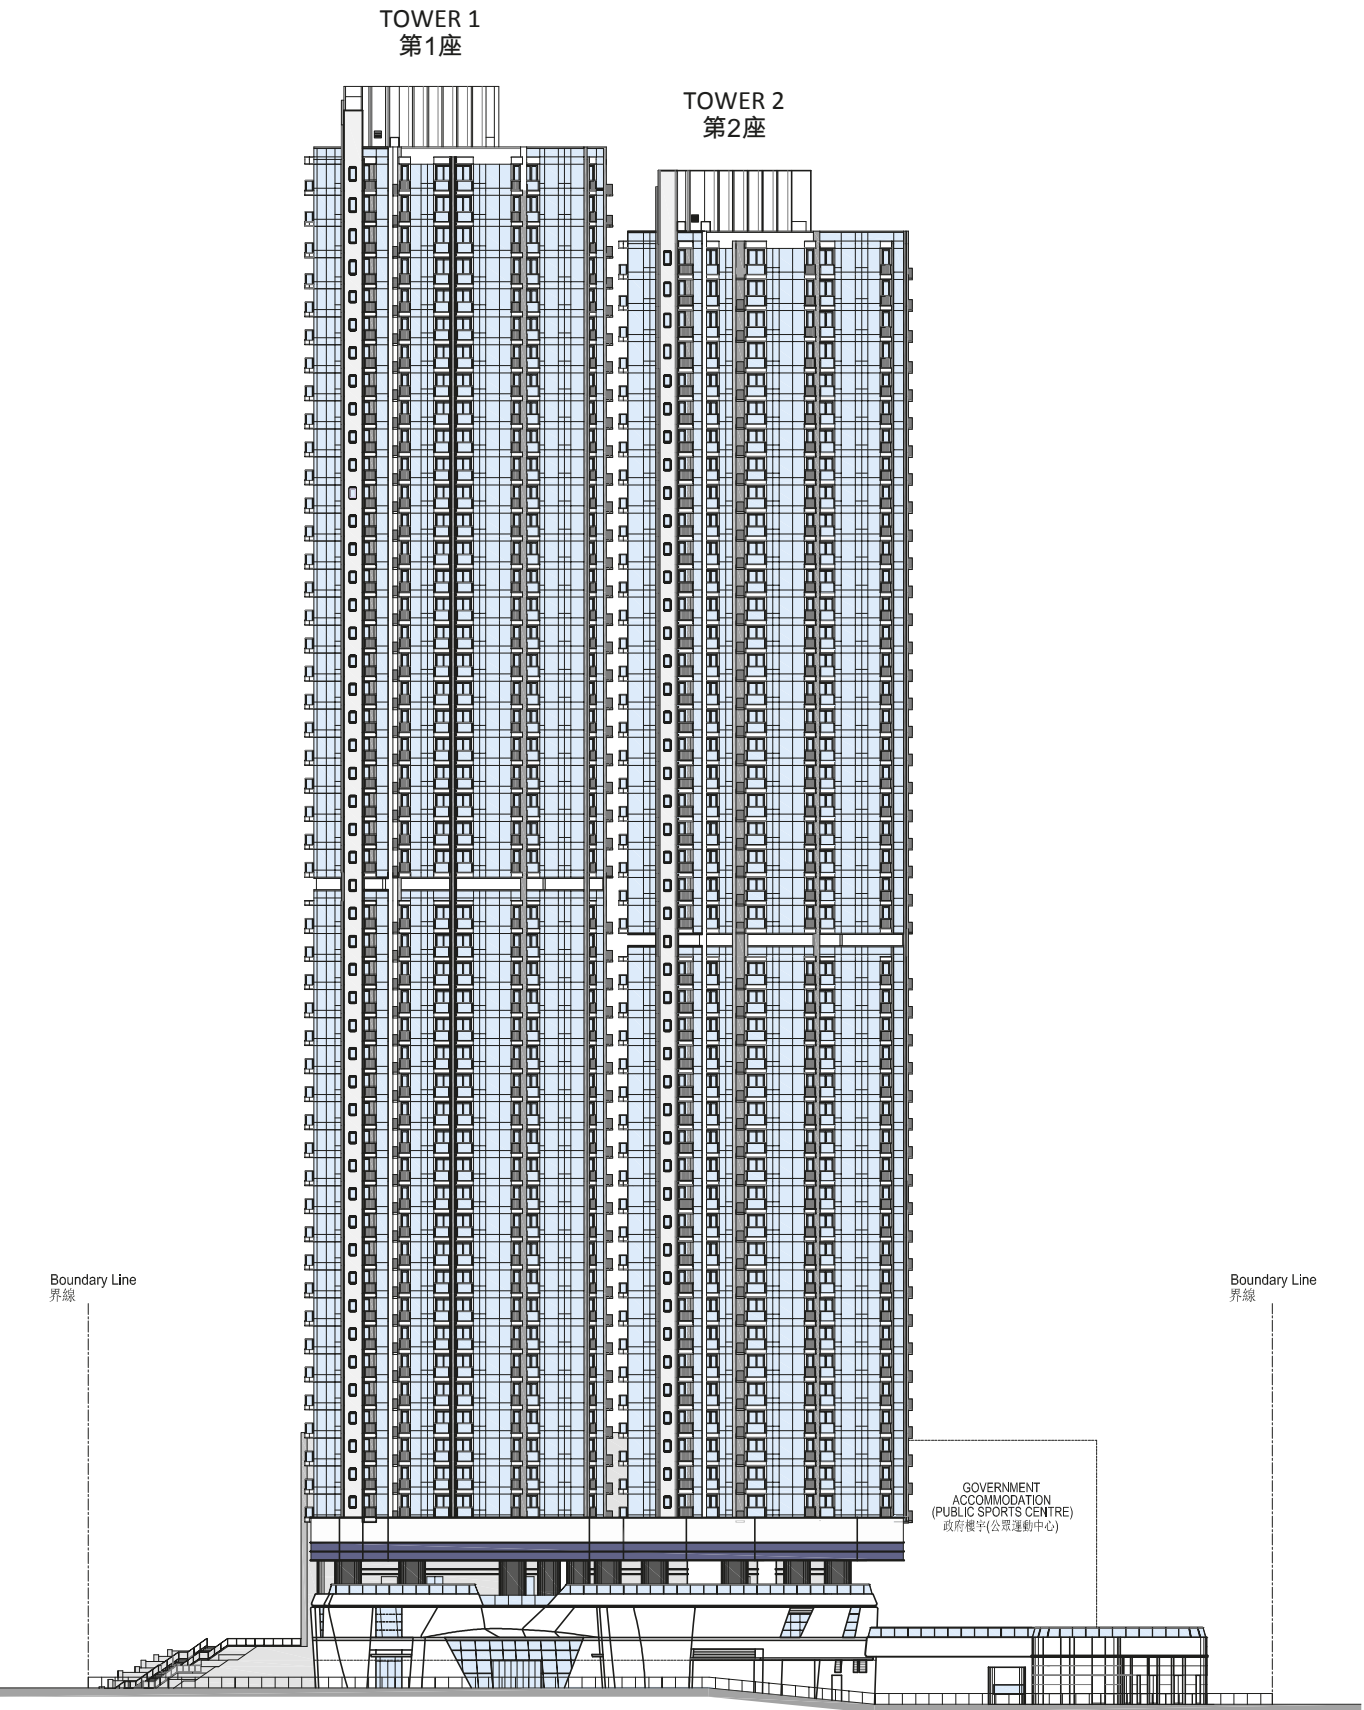 TOWER 1
第1座
TOWER 2
第2座
Boundary Line
界線
Boundary Line
界線
GOVERNMENT
ACCOMMODATION
(PUBLIC SPORTS CENTRE)
政府樓宇(公眾運動中心)